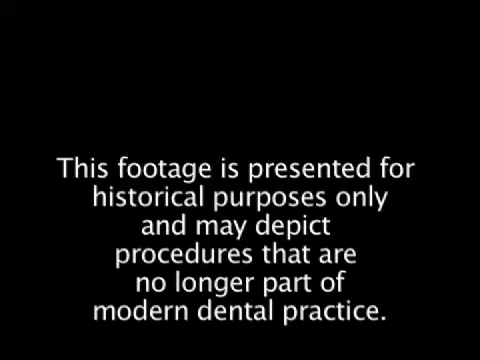 This footage is presented for
historical purposes only
and may depict
procedures that are
no longer part of
modern dental practice.